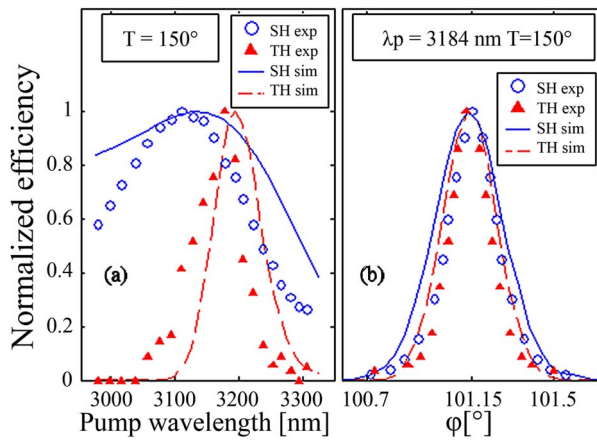 T = 150°
SH exp
TH exp
SH sim
TH sim
Normalized efficiency
1
0.8
0.6
0.4
0.2
0
(a)
3000 3100 3200 3300
Pump wavelength [nm]
λp = 3184 nm T=150°
SH exp
TH exp
SH sim
TH sim
(b)
100.7 101.15 101.5
φ[°]